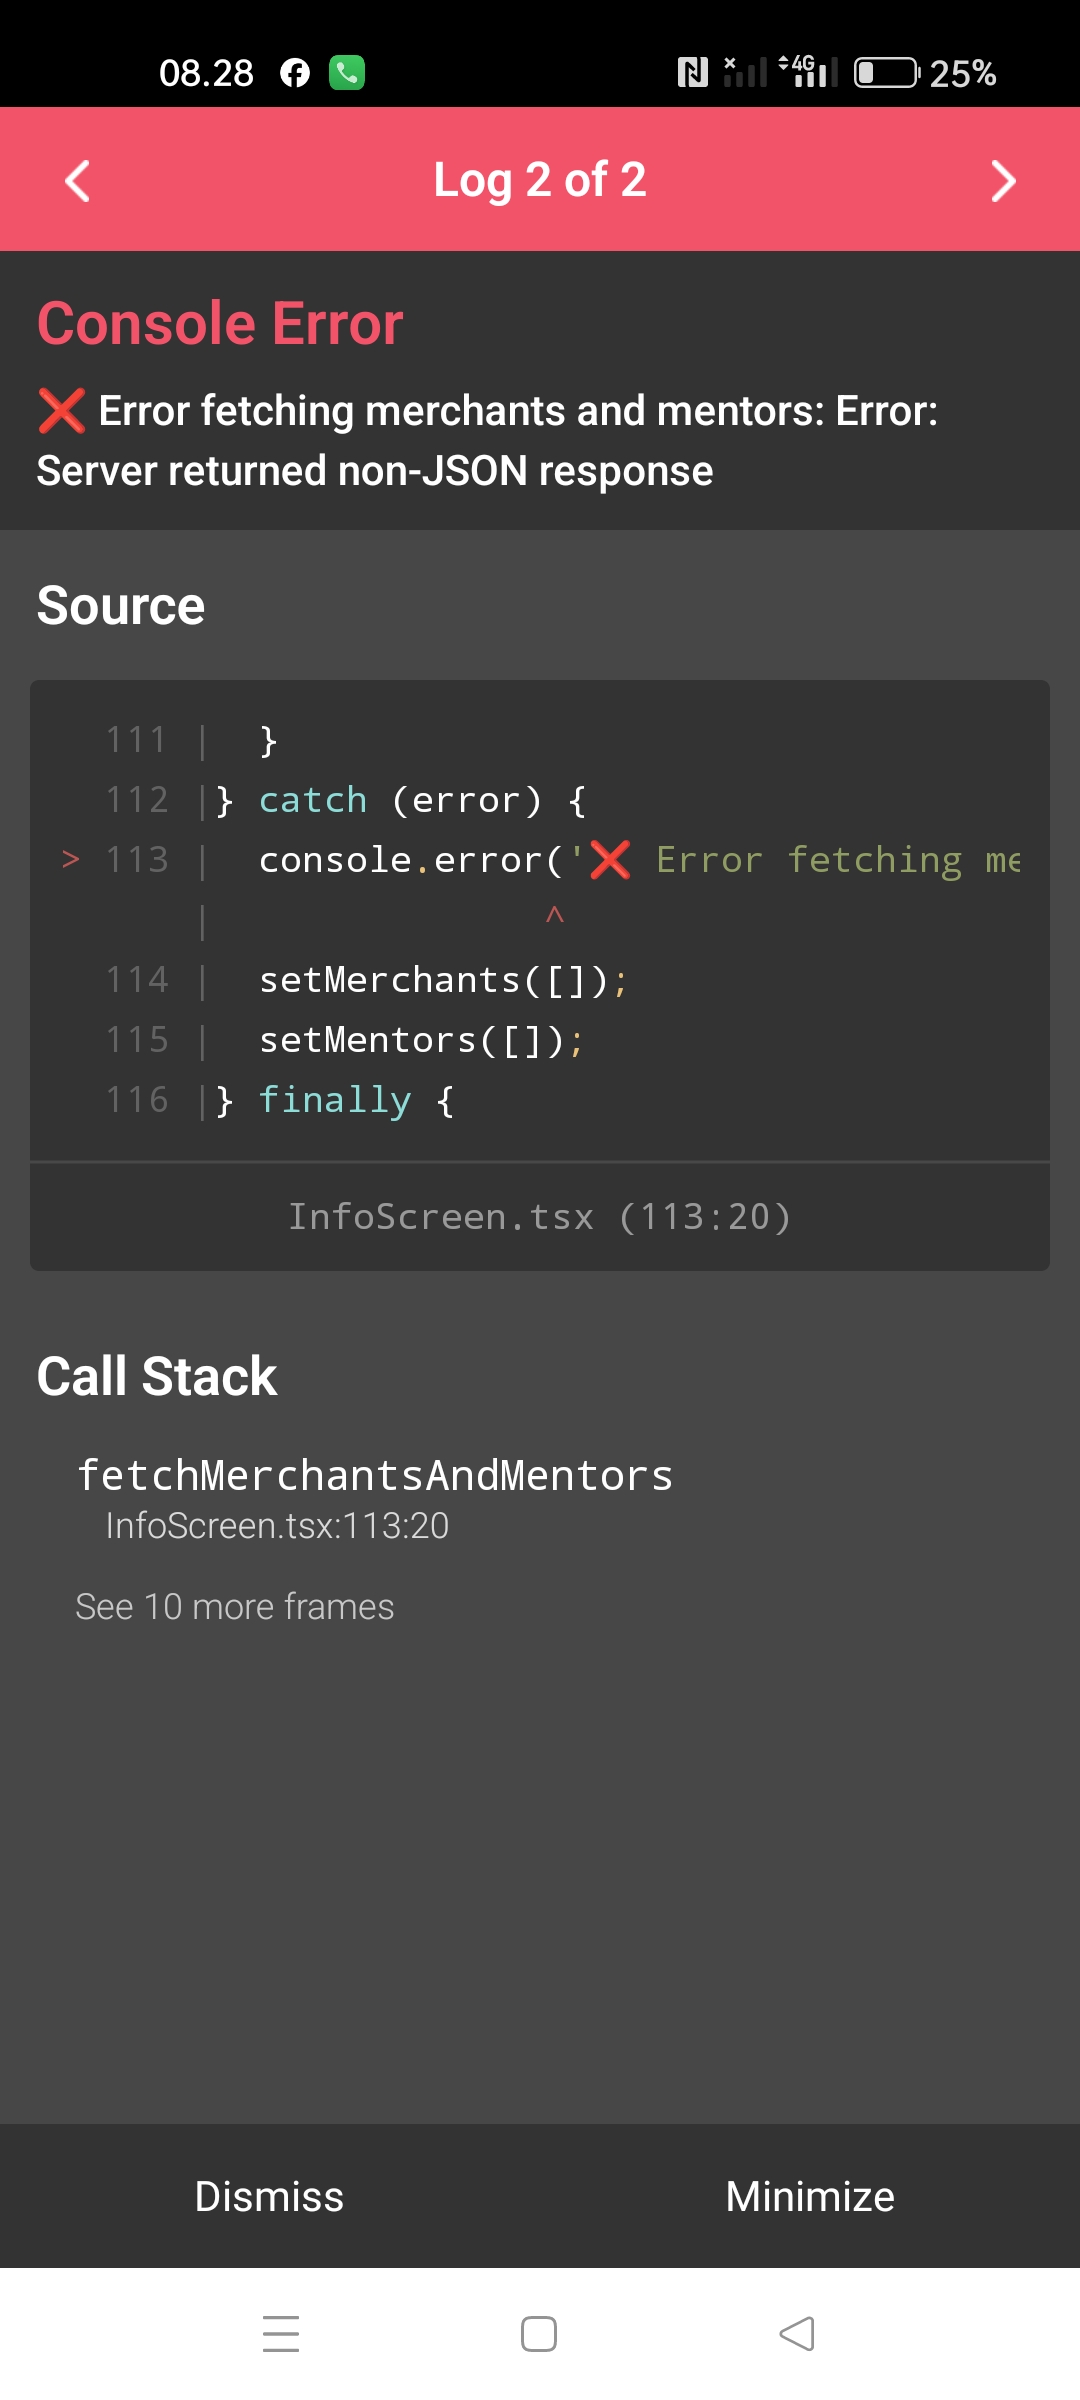 08.28 4G 25%
Log 2 of 2
Console Error
❌ Error fetching merchants and mentors: Error:
Server returned non-JSON response
Source
111 |   }
112 |} catch (error) {
> 113 |   console.error('❌ Error fetching me
|                ^
114 |   setMerchants([]);
115 |   setMentors([]);
116 |} finally {
InfoScreen.tsx (113:20)
Call Stack
fetchMerchantsAndMentors
InfoScreen.tsx:113:20
See 10 more frames
Dismiss Minimize